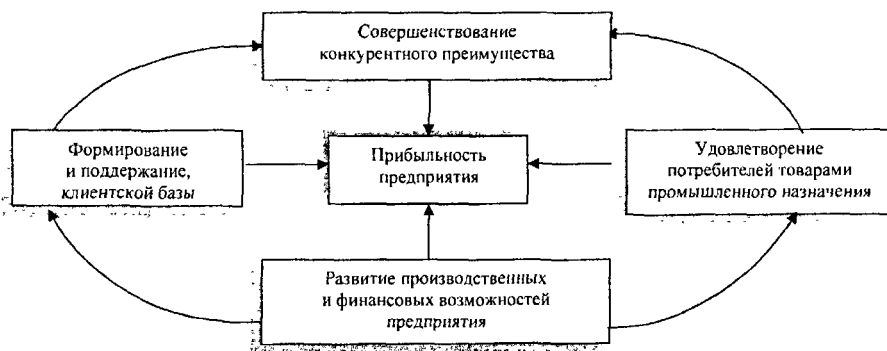 Совершенствование
конкурентного преимущества
Формирование
и поддержание,
клиентской базы
Прибыльность
предприятия
Удовлетворение
потребителей товарами
промышленного назначения
Развитие производственных
и финансовых возможностей
предприятия